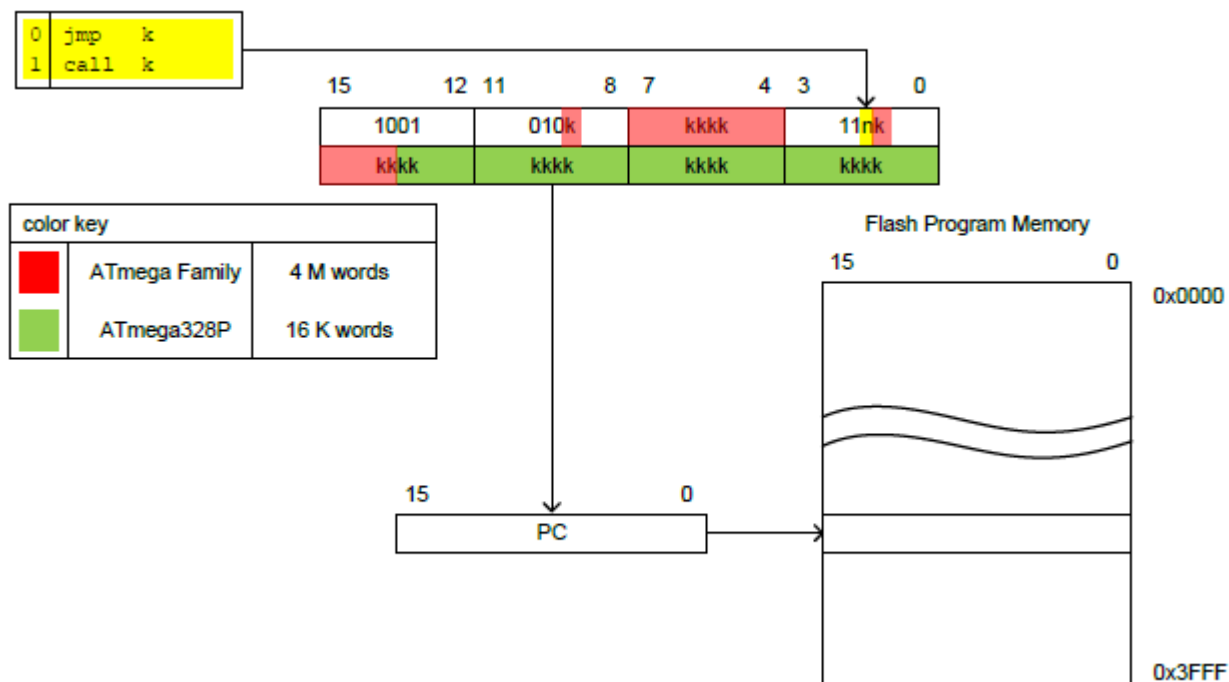 0 jmp k
1 call k
15 12 11 8 7 4 3 0
1001 010k kkkk 11nk
kkkk kkkk kkkk kkkk
color key
ATmega Family 4 M words
ATmega328P 16 K words
Flash Program Memory
15 0
0x0000
15 0
PC
0x3FFF